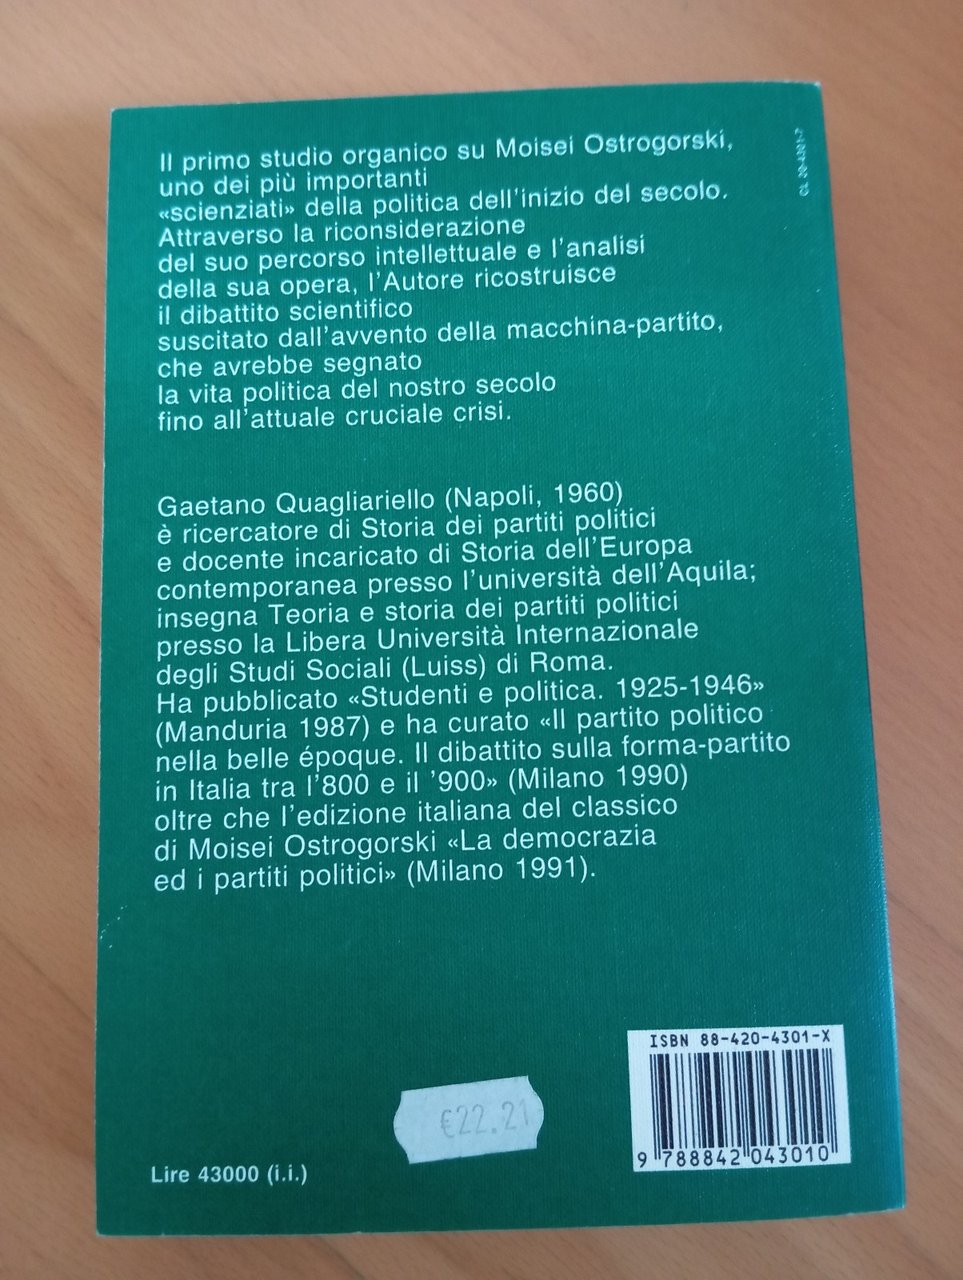 Il primo studio organico su Moisei Ostrogorski,
uno dei più importanti
«scienziati» della politica dell'inizio del secolo.
Attraverso la riconsiderazione
del suo percorso intellettuale e l'analisi
della sua opera, l'Autore ricostruisce
il dibattito scientifico
suscitato dall'avvento della macchina-partito,
che avrebbe segnato
la vita politica del nostro secolo
fino all'attuale cruciale crisi.
Gaetano Quagliariello (Napoli, 1960)
è ricercatore di Storia dei partiti politici
e docente incaricato di Storia dell'Europa
contemporanea presso l'università dell'Aquila;
insegna Teoria e storia dei partiti politici
presso la Libera Università Internazionale
degli Studi Sociali (Luiss) di Roma.
Ha pubblicato «Studenti e politica. 1925-1946»
(Manduria 1987) e ha curato «Il partito politico
nella belle époque. Il dibattito sulla forma-partito
in Italia tra l'800 e il '900» (Milano 1990)
oltre che l'edizione italiana del classico
di Moisei Ostrogorski «La democrazia
ed i partiti politici» (Milano 1991).
CL 20-4301-7
ISBN 88-420-4301-X
9 788842 043010
€22.21
Lire 43000 (i.i.)